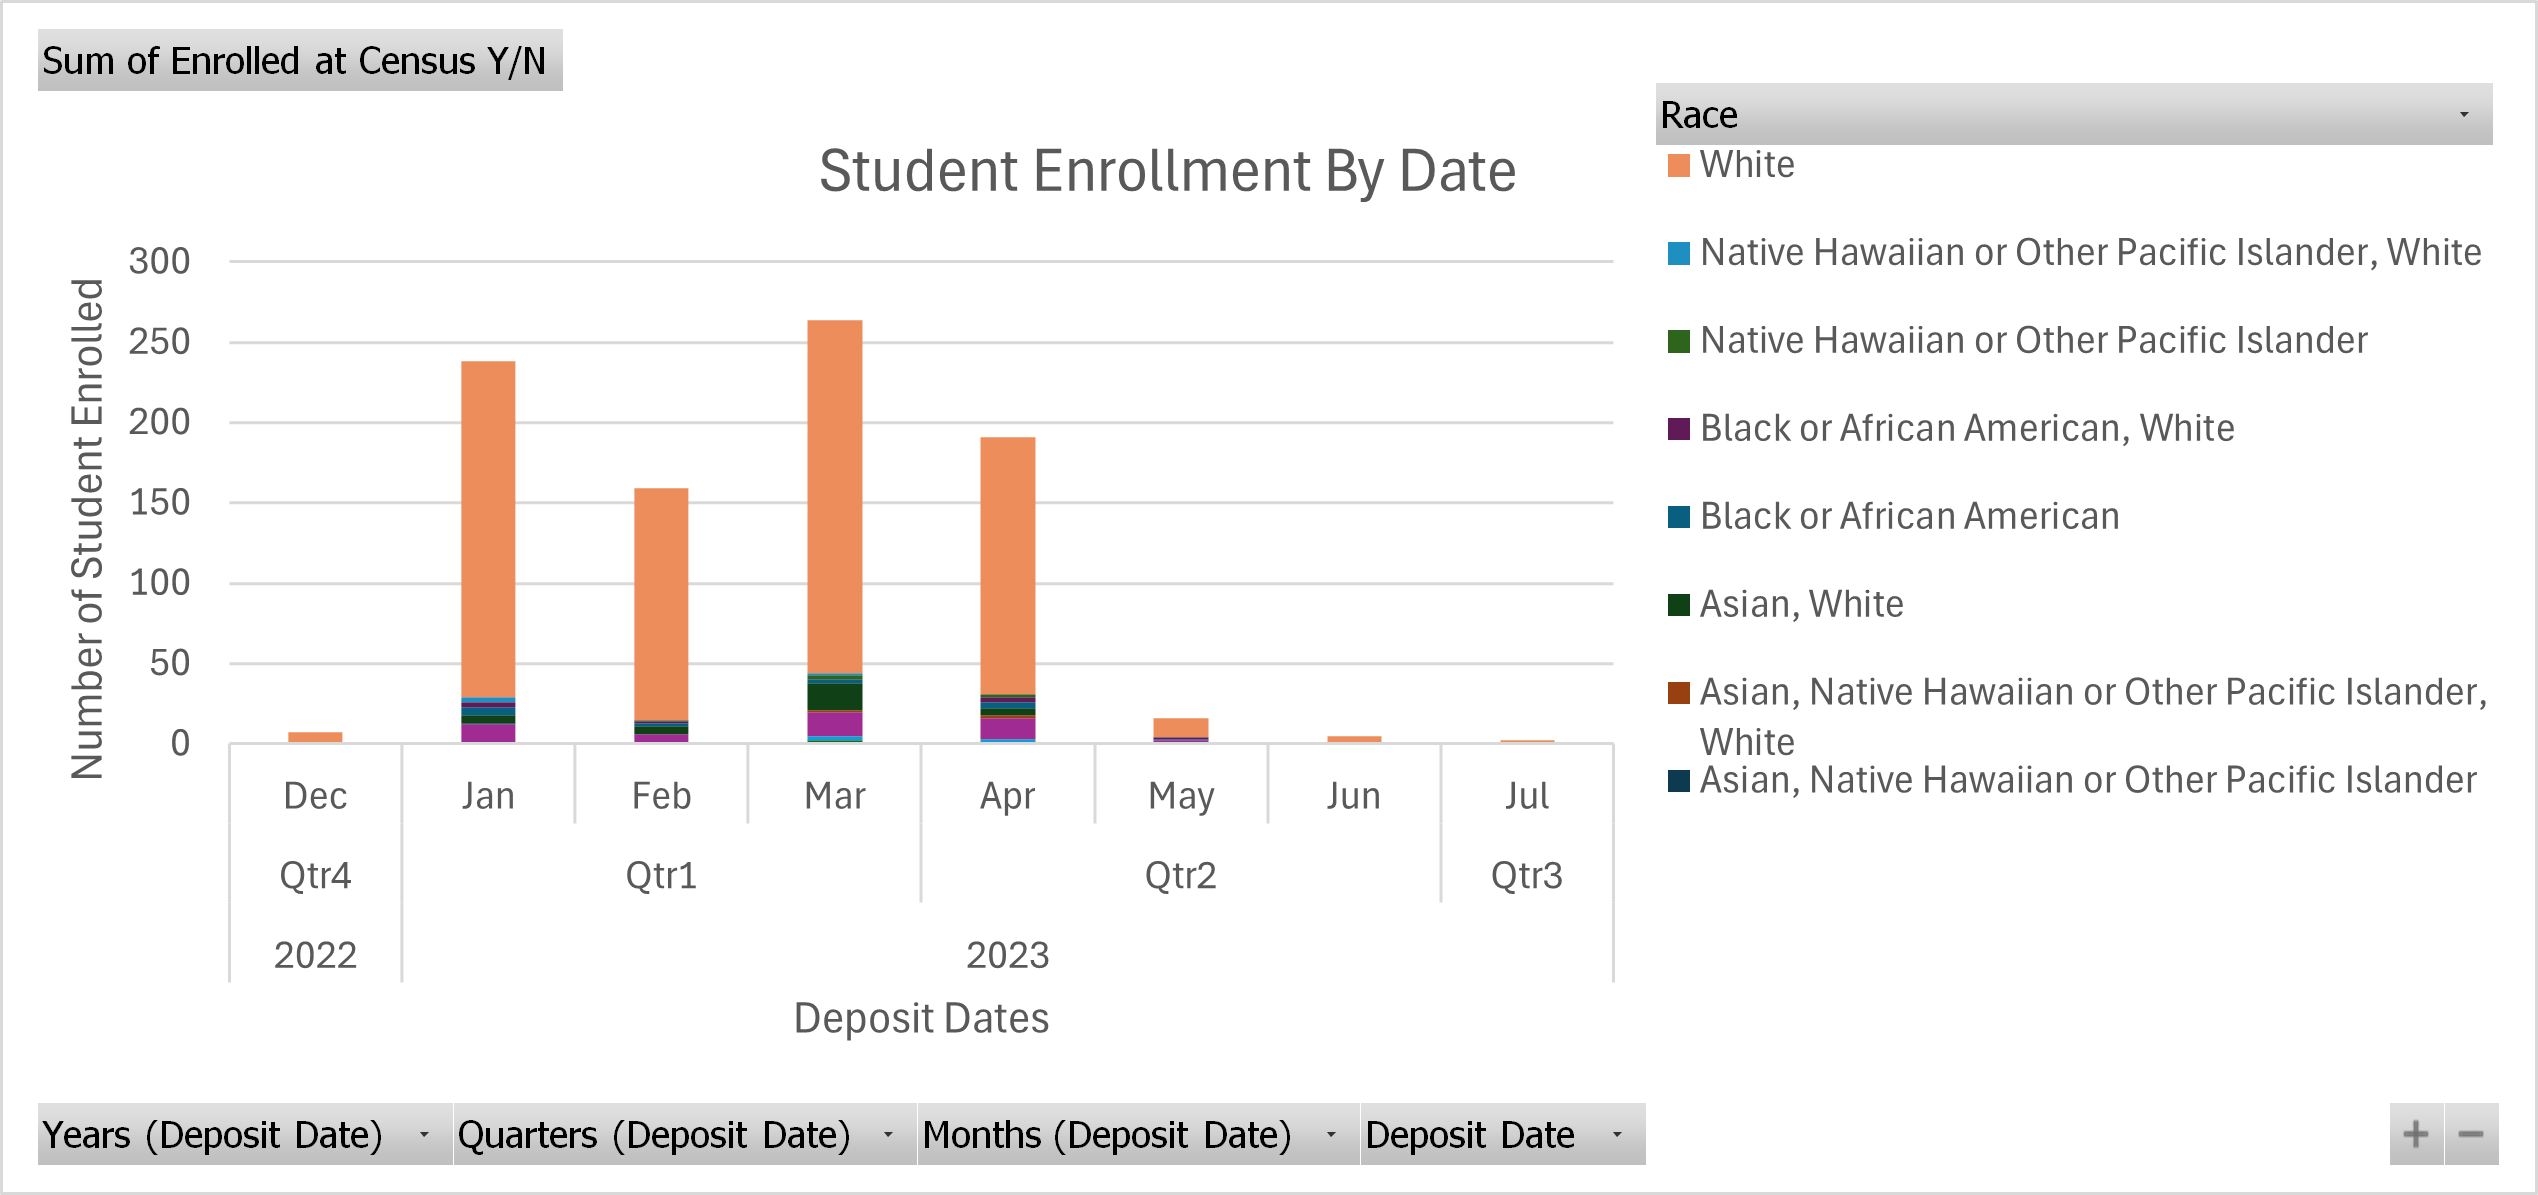 Sum of Enrolled at Census Y/N
Race
Student Enrollment By Date
White
Native Hawaiian or Other Pacific Islander, White
Native Hawaiian or Other Pacific Islander
Black or African American, White
Black or African American
Asian, White
Asian, Native Hawaiian or Other Pacific Islander,
White
Asian, Native Hawaiian or Other Pacific Islander
Number of Student Enrolled
300
250
200
150
100
50
0
Dec Jan Feb Mar Apr May Jun Jul
Qtr4 Qtr1 Qtr2 Qtr3
2022 2023
Deposit Dates
Years (Deposit Date) Quarters (Deposit Date) Months (Deposit Date) Deposit Date
+ −